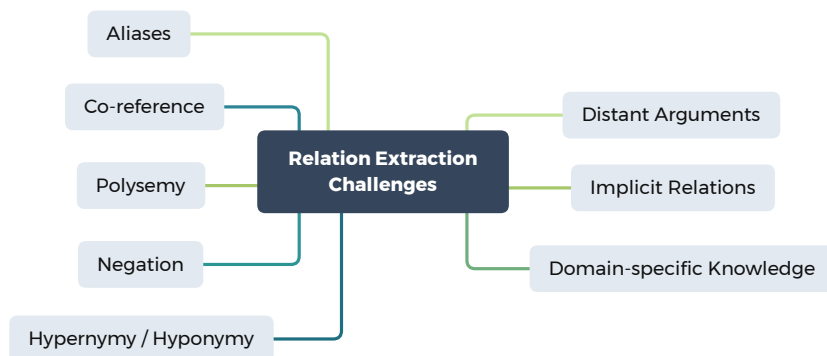 Aliases
Co-reference
Polysemy
Negation
Hypernymy / Hyponymy
Relation Extraction
Challenges
Distant Arguments
Implicit Relations
Domain-specific Knowledge